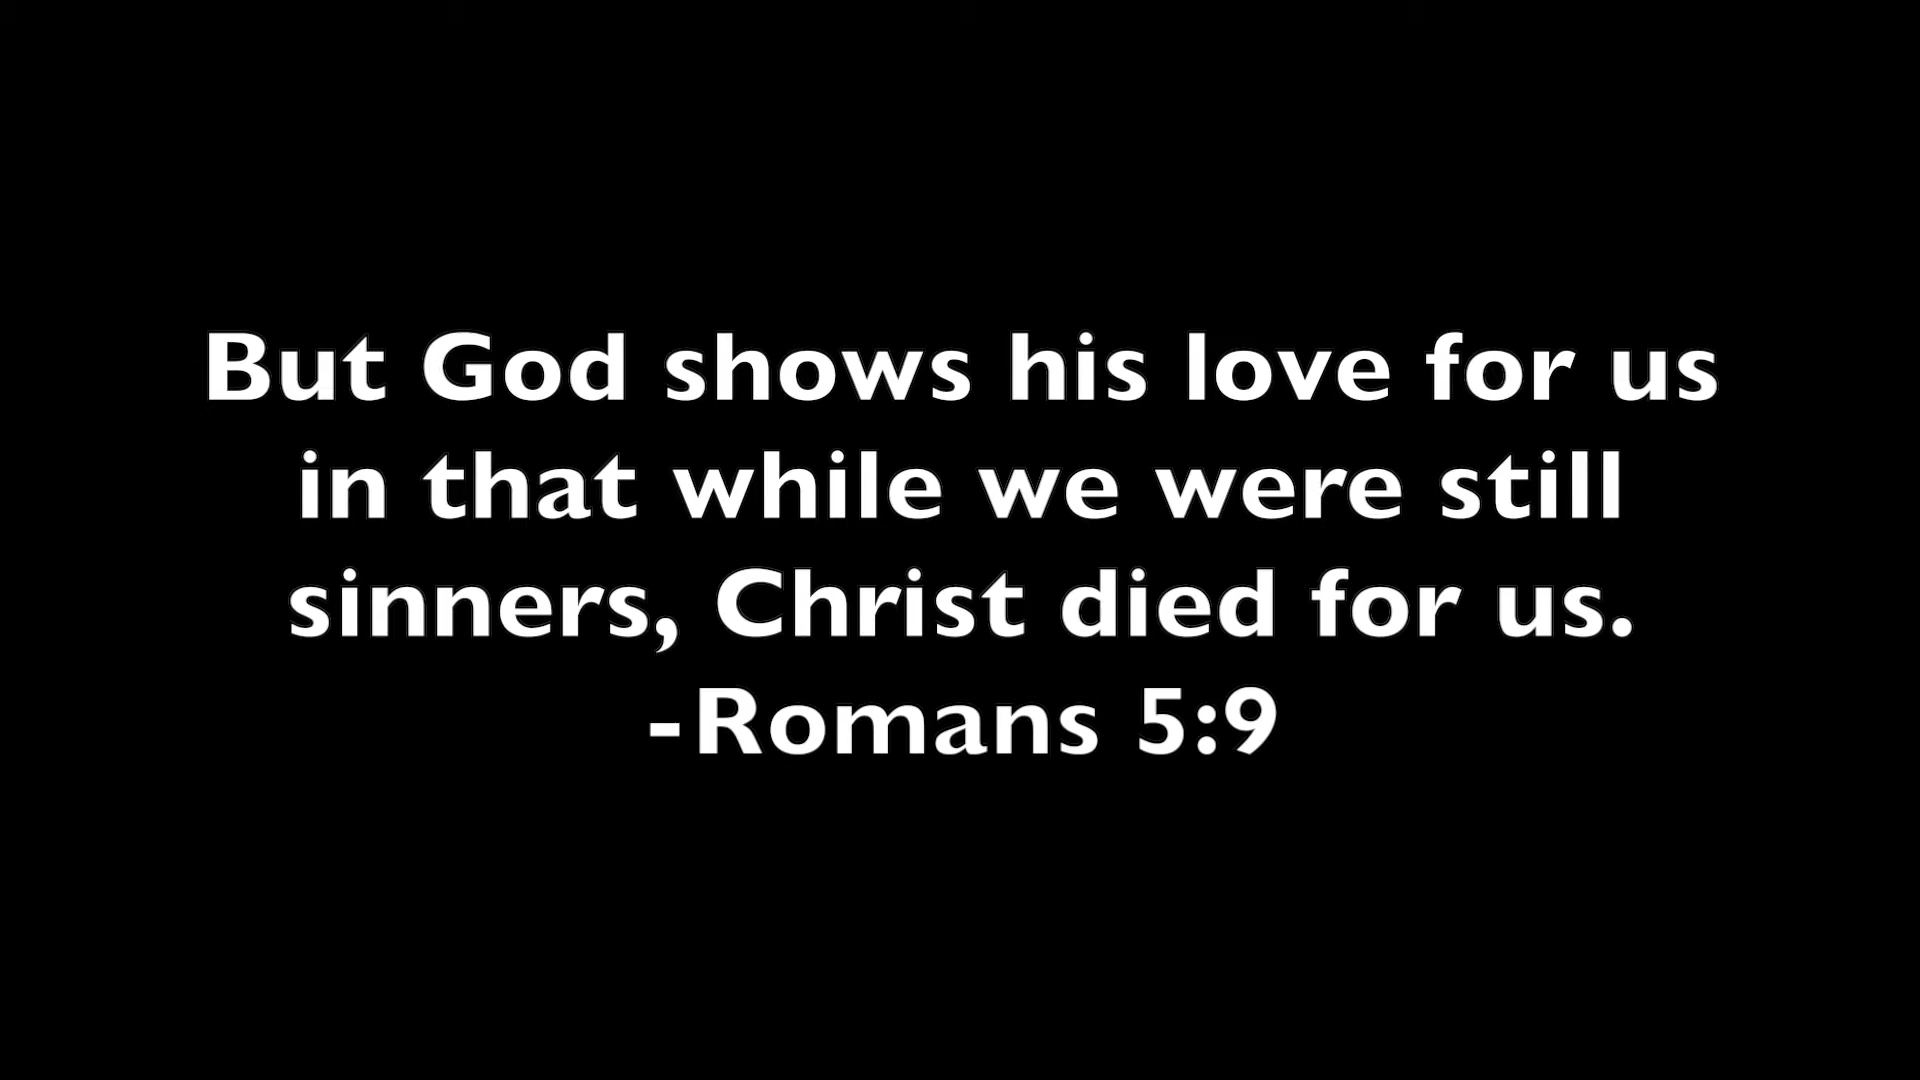 But God shows his love for us
in that while we were still
sinners, Christ died for us.
-Romans 5:9